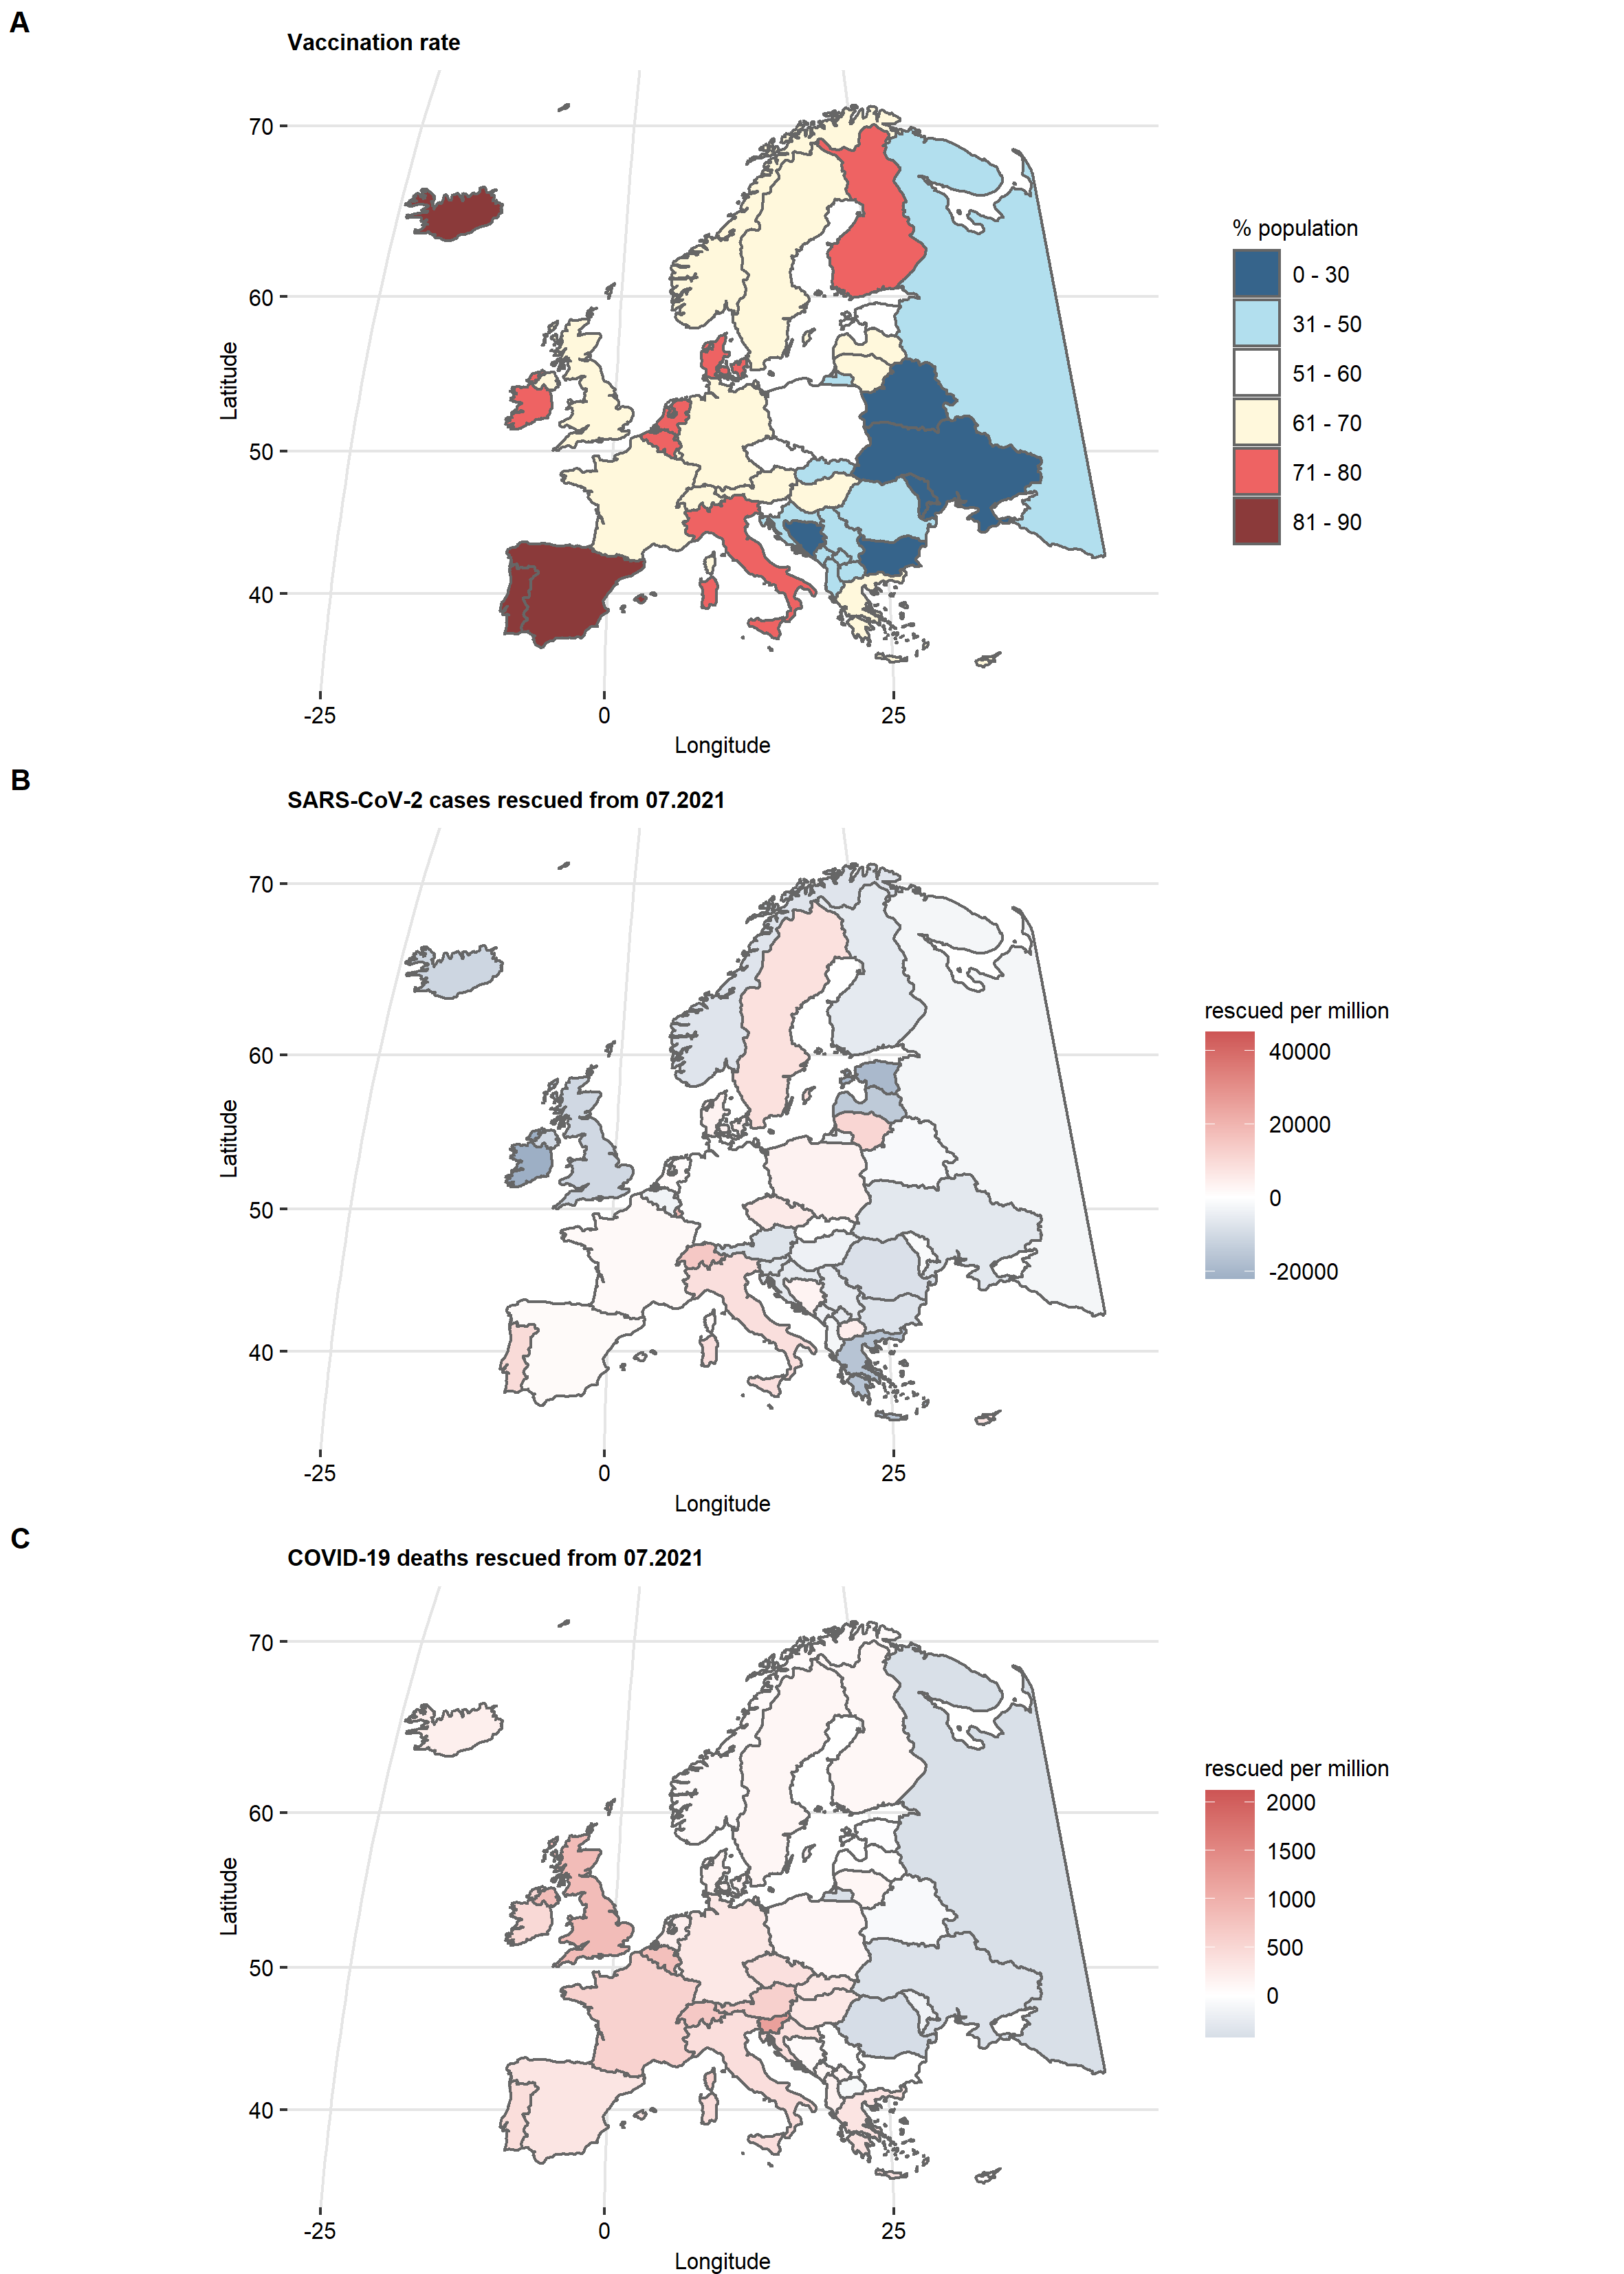 A
Vaccination rate
70
60
50
40
Latitude
-25
0
25
Longitude
% population
0 - 30
31 - 50
51 - 60
61 - 70
71 - 80
81 - 90
B
SARS-CoV-2 cases rescued from 07.2021
70
60
50
40
Latitude
-25
0
25
Longitude
rescued per million
40000
20000
0
-20000
C
COVID-19 deaths rescued from 07.2021
70
60
50
40
Latitude
-25
0
25
Longitude
rescued per million
2000
1500
1000
500
0